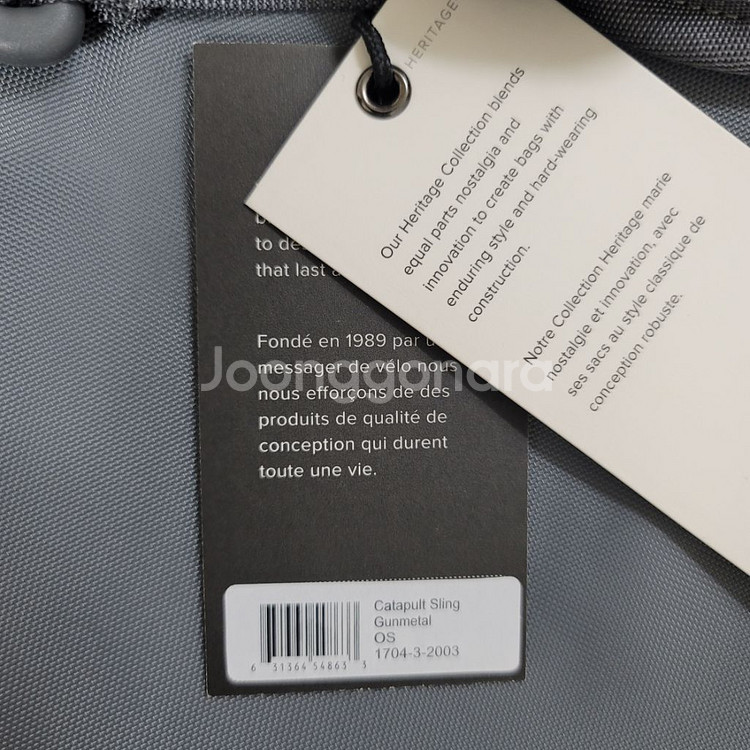 HERITAGE
Our Heritage Collection blends
equal parts nostalgia and
innovation to create bags with
enduring style and hard-wearing
construction.
Notre Collection Heritage marie
nostalgie et innovation, avec
ses sacs au style classique de
conception robuste.
to de
that last
Fondé en 1989 par u
messager de vélo nous
nous efforçons de des
produits de qualité de
conception qui durent
toute une vie.
Joonggonara
Catapult Sling
Gunmetal
OS
1704-3-2003
6 31364 54863 3